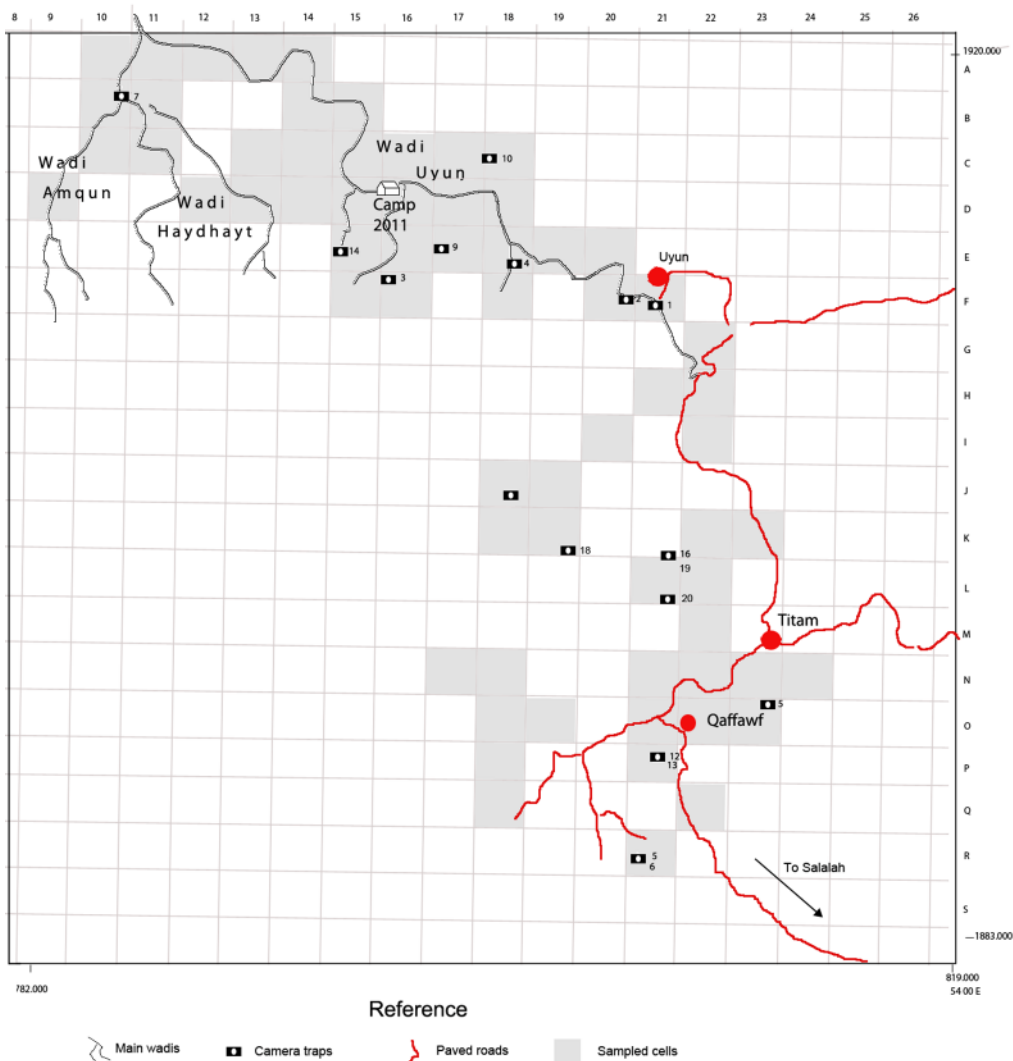 8 9 10 11 12 13 14 15 16 17 18 19 20 21 22 23 24 25 26
1920.000
A
7
B
Wadi
10
C
Wadi
Uyun
Amqun
Wadi
Camp
D
Haydhayt
2011
14
9
4
Uyun
E
3
2
1
F
G
H
I
J
K
18
16
19
20
L
Titam
M
N
5
Qaffawf
O
12
13
P
Q
5
6
R
To Salalah
S
1883.000
782.000
819.000
54 00 E
Reference
Main wadis
Camera traps
Paved roads
Sampled cells